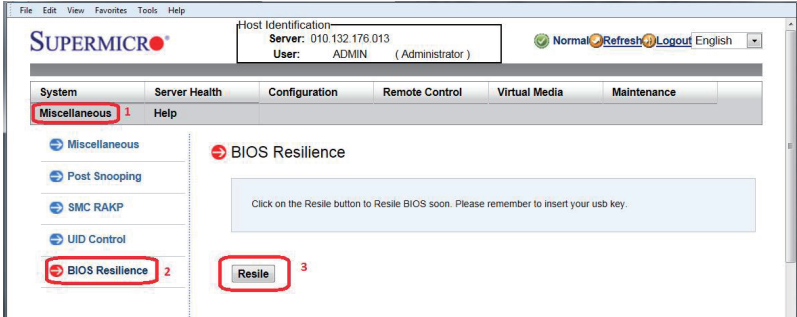 File Edit View Favorites Tools Help
Host Identification
SUPERMICRO
Server: 010.132.176.013
User: ADMIN ( Administrator )
Normal Refresh Logout English
System Server Health Configuration Remote Control Virtual Media Maintenance
Miscellaneous 1 Help
Miscellaneous
BIOS Resilience
Post Snooping
Click on the Resile button to Resile BIOS soon. Please remember to insert your usb key.
SMC RAKP
UID Control
BIOS Resilience 2
Resile 3